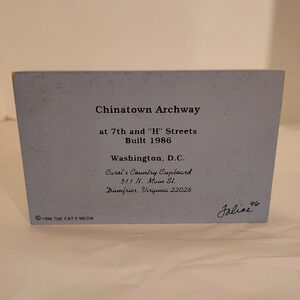 Chinatown Archway
at 7th and "H" Streets
Built 1986
Washington, D.C.
Carol's Country Cupboard
511 N. Main St.
Dumfries, Virginia 22026
Faline '96
© 1996 THE CAT'S MEOW